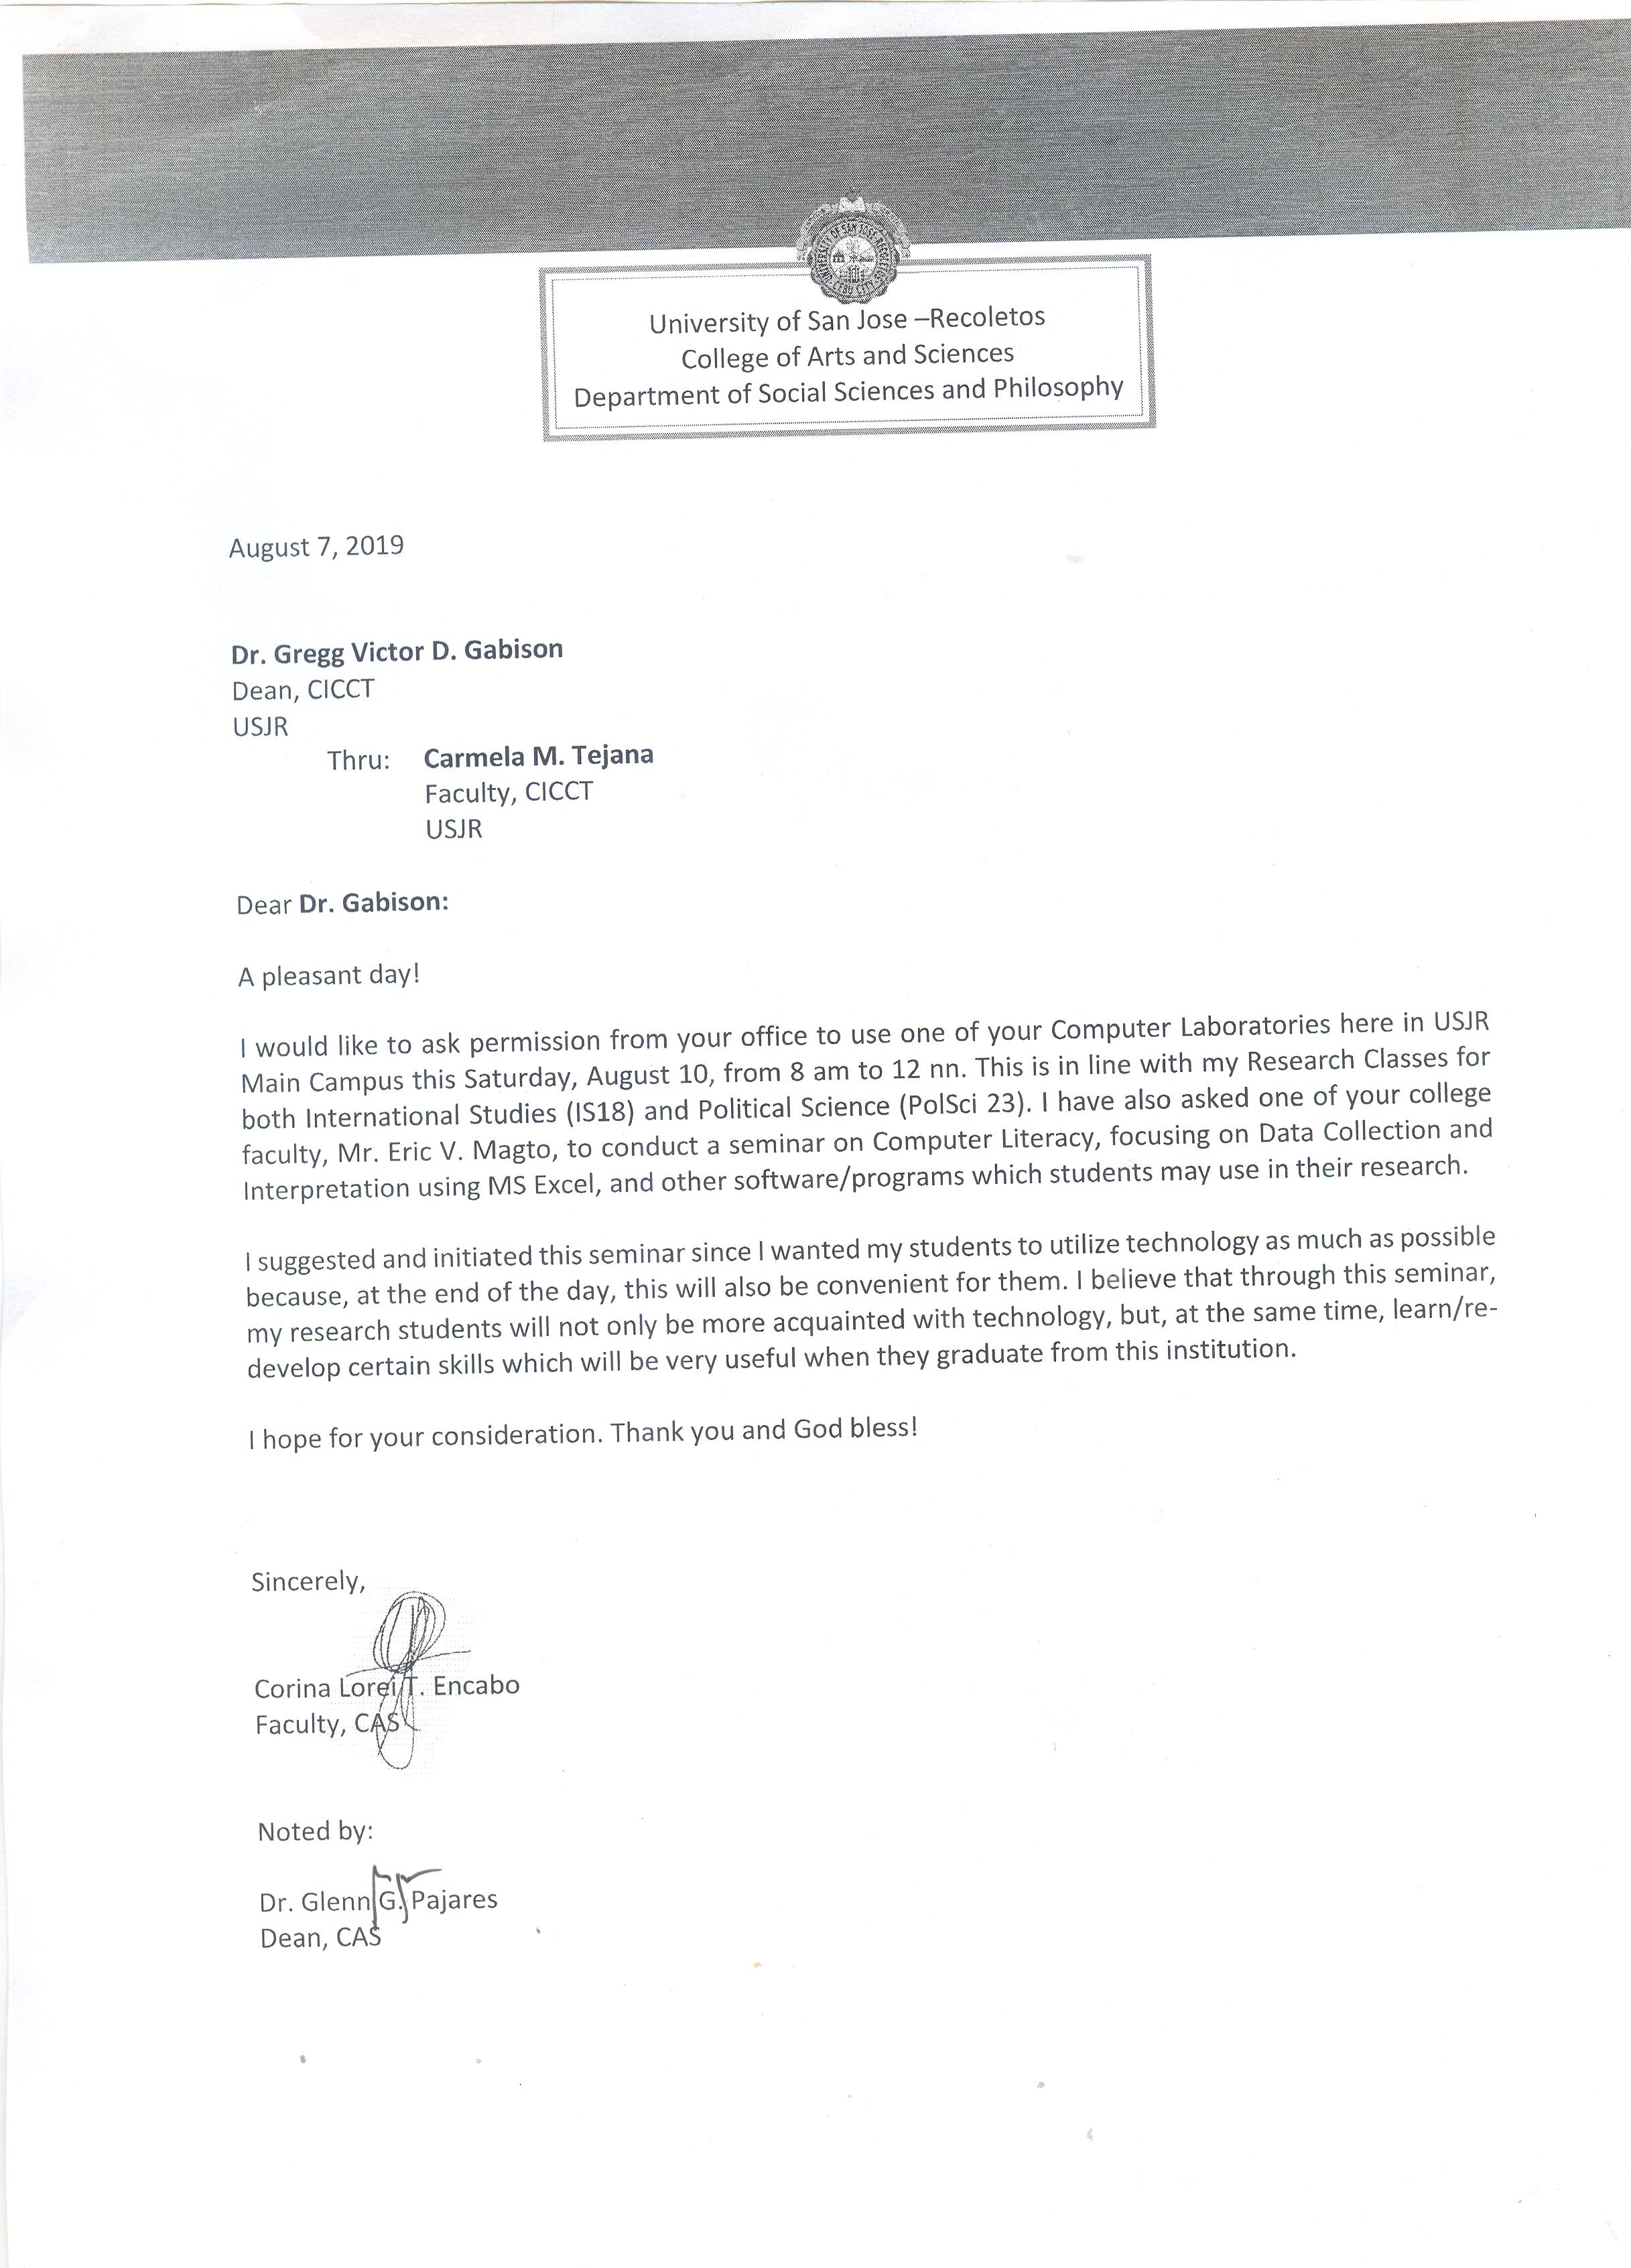 UNIVERSITY OF SAN JOSE-RECOLETOS
CEBU CITY
University of San Jose –Recoletos
College of Arts and Sciences
Department of Social Sciences and Philosophy
August 7, 2019
Dr. Gregg Victor D. Gabison
Dean, CICCT
USJR
Thru: Carmela M. Tejana
Faculty, CICCT
USJR
Dear Dr. Gabison:
A pleasant day!
I would like to ask permission from your office to use one of your Computer Laboratories here in USJR
Main Campus this Saturday, August 10, from 8 am to 12 nn. This is in line with my Research Classes for
both International Studies (IS18) and Political Science (PolSci 23). I have also asked one of your college
faculty, Mr. Eric V. Magto, to conduct a seminar on Computer Literacy, focusing on Data Collection and
Interpretation using MS Excel, and other software/programs which students may use in their research.
I suggested and initiated this seminar since I wanted my students to utilize technology as much as possible
because, at the end of the day, this will also be convenient for them. I believe that through this seminar,
my research students will not only be more acquainted with technology, but, at the same time, learn/re-
develop certain skills which will be very useful when they graduate from this institution.
I hope for your consideration. Thank you and God bless!
Sincerely,
Corina Lorei T. Encabo
Faculty, CAS
Noted by:
Dr. Glenn G. Pajares
Dean, CAS